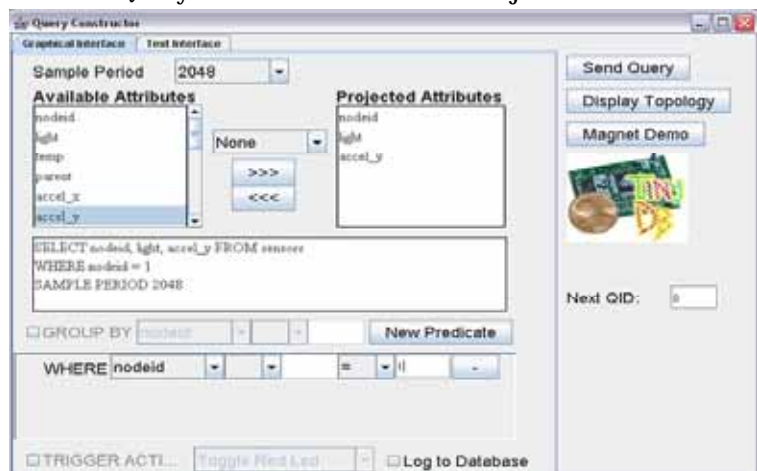 Query Constructor
Graphical Interface
Text Interface
Sample Period 2048
Send Query
Display Topology
Magnet Demo
Available Attributes
nodeid
light
temp
parent
accel_x
accel_y
None
>>>
<<<
Projected Attributes
nodeid
light
accel_y
TINY
DB
SELECT nodeid, light, accel_y FROM sensors
WHERE nodeid = 1
SAMPLE PERIOD 2048
Next QID:
GROUP BY nodeid
New Predicate
WHERE nodeid = -
TRIGGER ACTI... Toggle Red Led
Log to Database